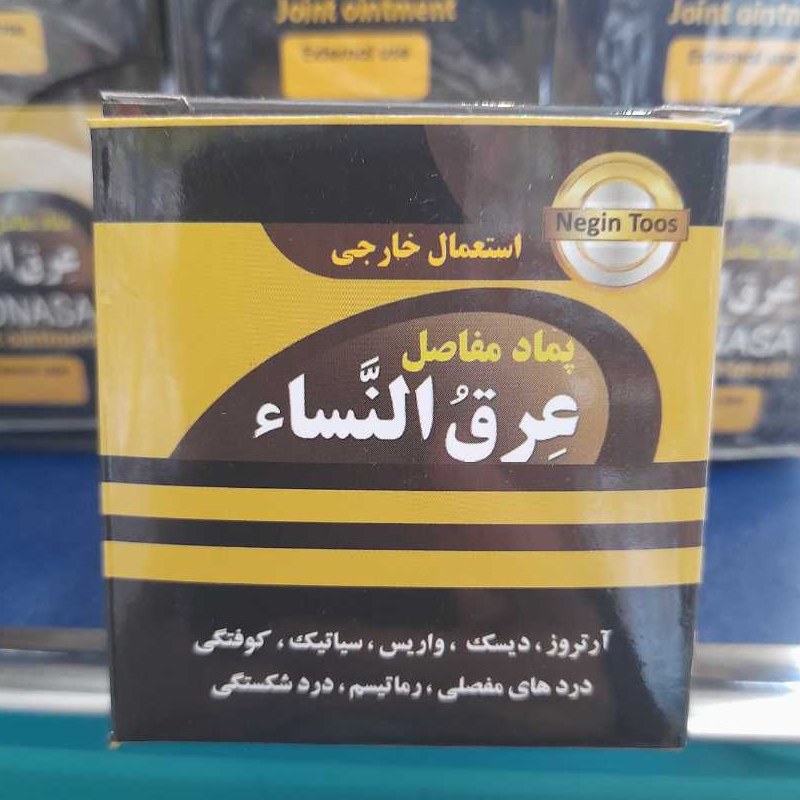 Joint ointment
External use
Joint ointm
External use
Negin Toos
استعمال خارجی
پماد مفاصل
عِرقُ النَّساء
آرتروز، دیسک ، واریس، سیاتیک، کوفتگی
درد های مفصلی، رماتیسم، درد شکستگی